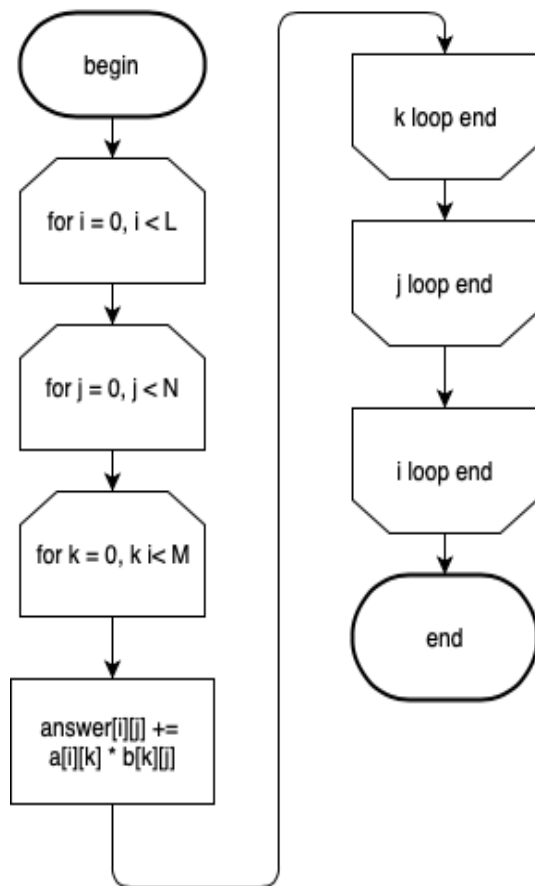 begin
for i = 0, i < L
for j = 0, j < N
for k = 0, k i< M
answer[i][j] +=
a[i][k] * b[k][j]
k loop end
j loop end
i loop end
end